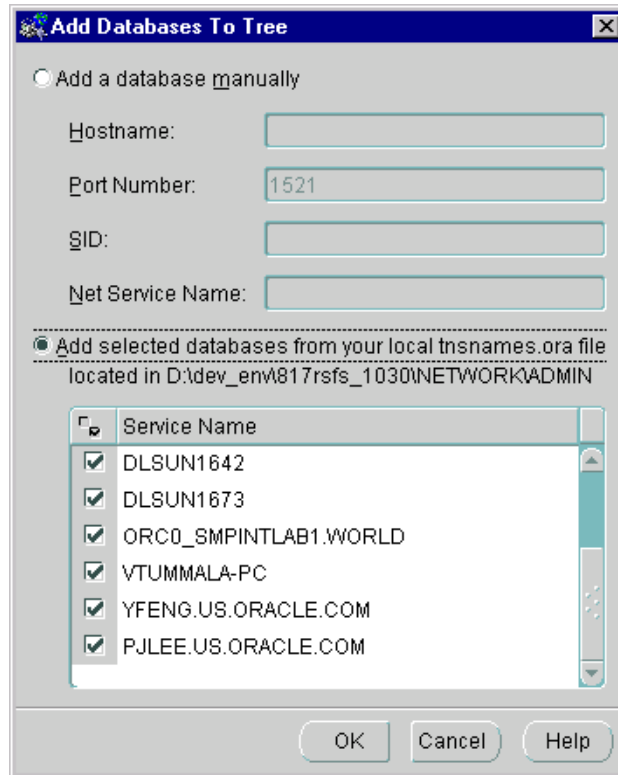 Add Databases To Tree
Add a database manually
Hostname:
Port Number: 1521
SID:
Net Service Name:
Add selected databases from your local tnsnames.ora file
located in D:\dev_env\817rsfs_1030\NETWORK\ADMIN
Service Name
DLSUN1642
DLSUN1673
ORC0_SMPINTLAB1.WORLD
VTUMMALA-PC
YFENG.US.ORACLE.COM
PJLEE.US.ORACLE.COM
OK Cancel Help